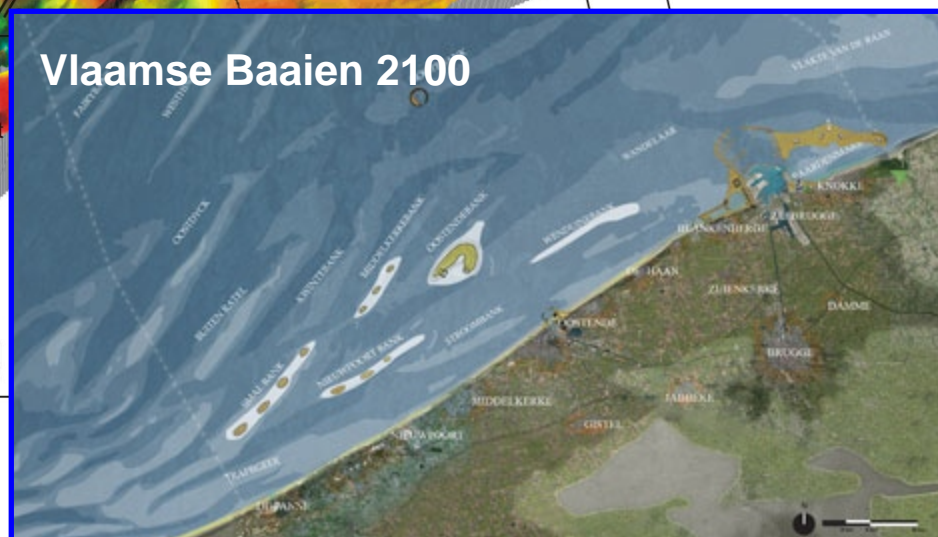 Vlaamse Baaien 2100
VLAKTE VAN DE RAAN
WANDELAAR
PAARDENMARKT
KNOKKE
ZEEBRUGGE
BLANKENBERGE
OOSTDYCK
KWINTEBANK
MIDDELKERKEBANK
OOSTENDEBANK
WENDUINEBANK
DE HAAN
ZUIENKERKE
DAMME
BUITEN RATEL
STROOMBANK
OOSTENDE
BRUGGE
SMAL BANK
NIEUWPOORT BANK
MIDDELKERKE
JABBEKE
GISTEL
NIEUWPOORT
TRAPEGEER
DE PANNE
N